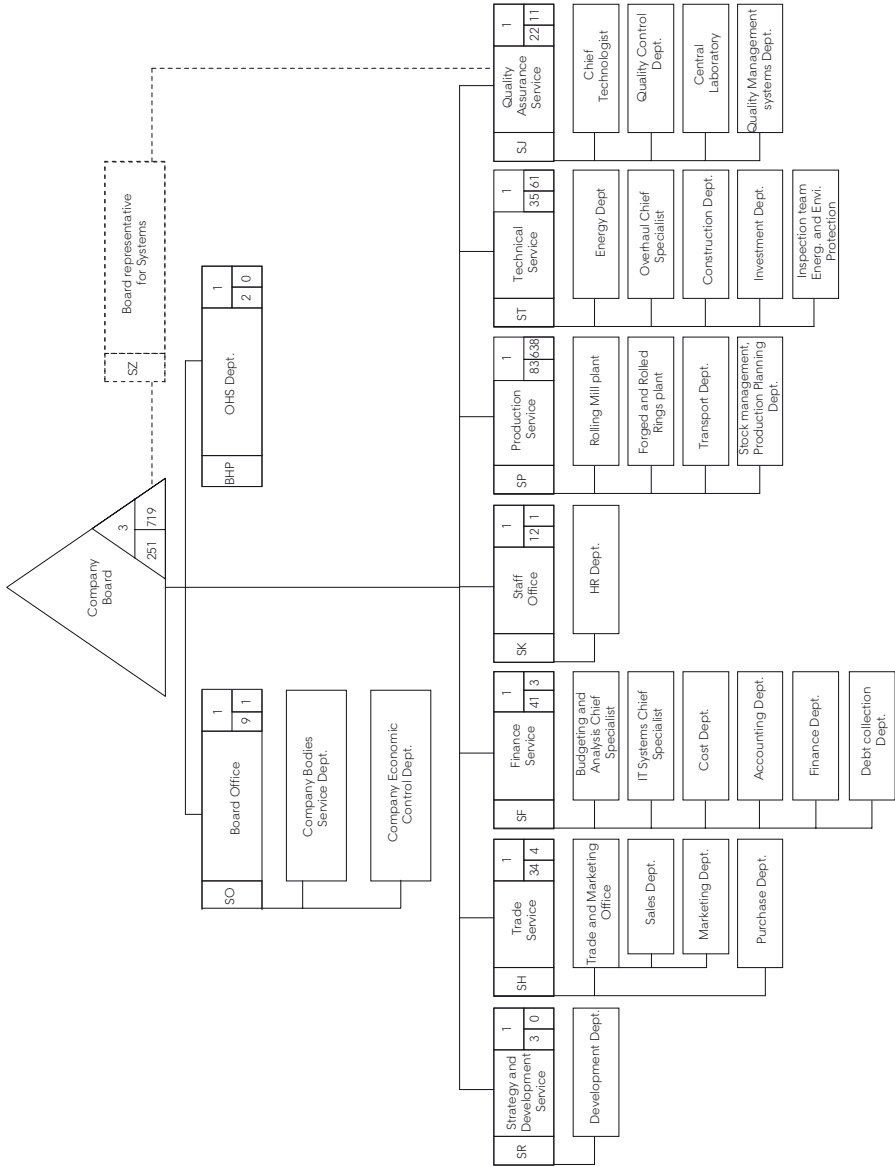 Company
Board
3
251
719
SZ
Board representative
for Systems
SO
Board Office
1
9
1
Company Bodies
Service Dept.
Company Economic
Control Dept.
BHP
OHS Dept.
1
2
0
SR
Strategy and
Development
Service
1
3
0
Development Dept.
SH
Trade
Service
1
34
4
Trade and Marketing
Office
Sales Dept.
Marketing Dept.
Purchase Dept.
SF
Finance
Service
1
41
3
Budgeting and
Analysis Chief
Specialist
IT Systems Chief
Specialist
Cost Dept.
Accounting Dept.
Finance Dept.
Debt collection
Dept.
SK
Staff
Office
1
12
1
HR Dept.
SP
Production
Service
1
83
638
Rolling Mill plant
Forged and Rolled
Rings plant
Transport Dept.
Stock management,
Production Planning
Dept.
ST
Technical
Service
1
35
61
Energy Dept
Overhaul Chief
Specialist
Construction Dept.
Investment Dept.
Inspection team
Energ. and Envi.
Protection
SJ
Quality
Assurance
Service
1
22
11
Chief
Technologist
Quality Control
Dept.
Central
Laboratory
Quality Management
systems Dept.